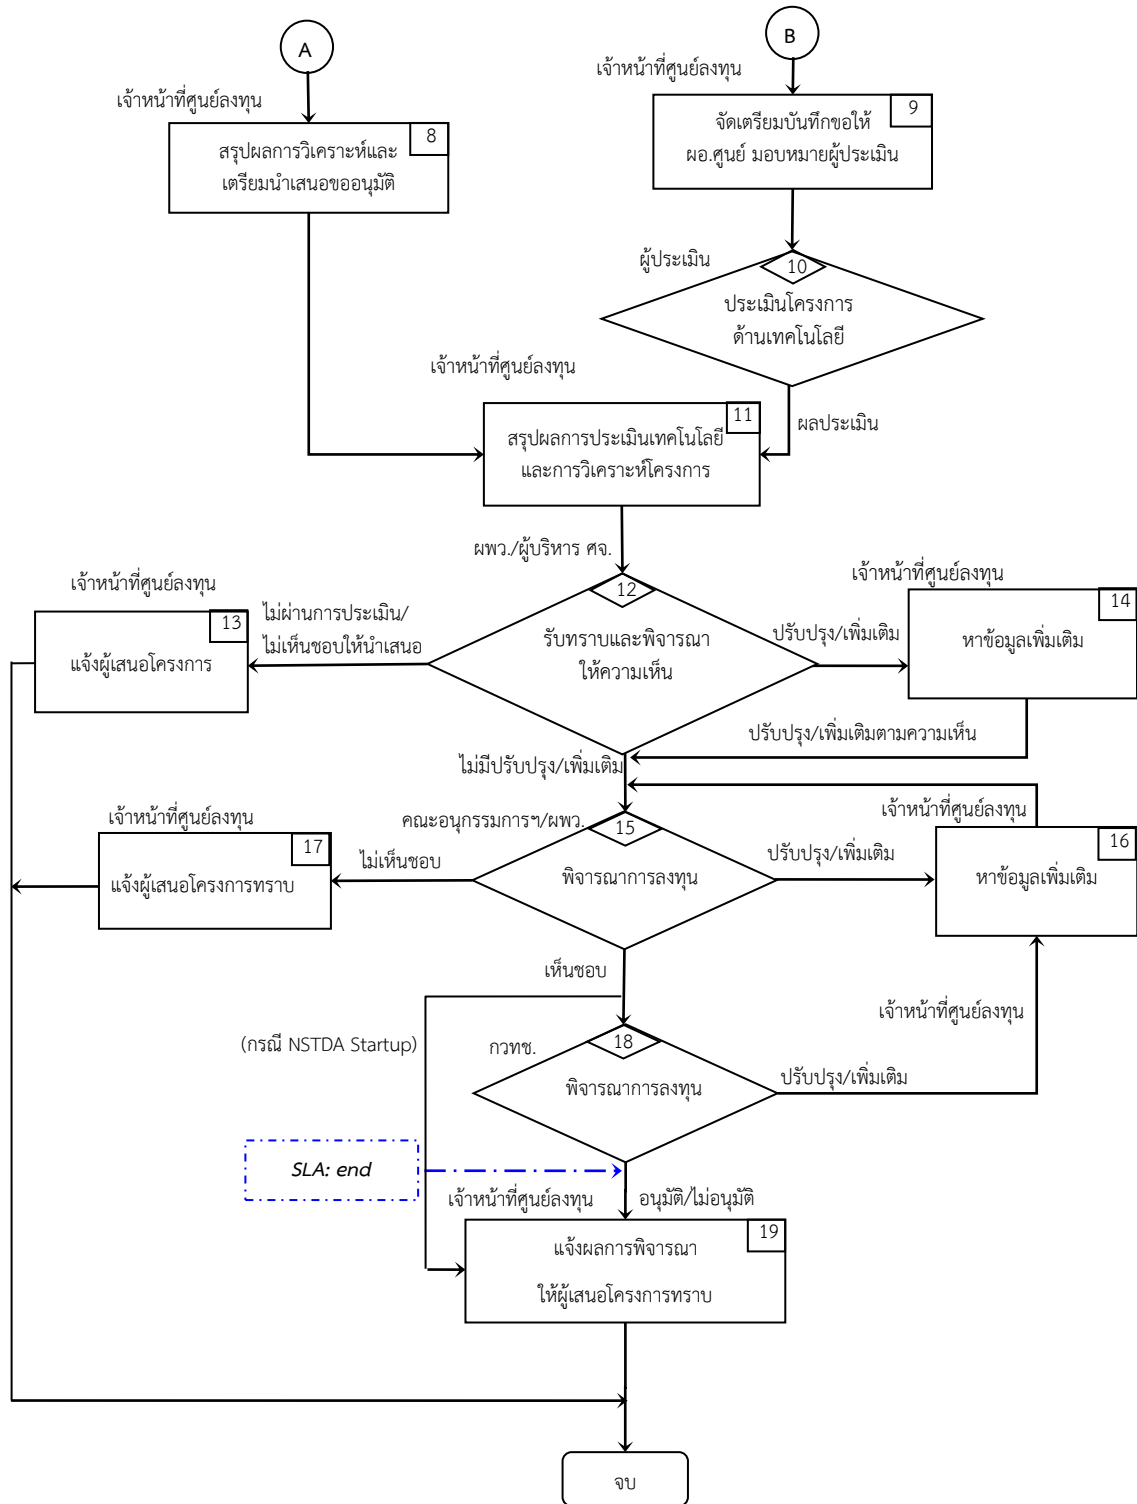 A
B
เจ้าหน้าที่ศูนย์ลงทุน
เจ้าหน้าที่ศูนย์ลงทุน
8
สรุปผลการวิเคราะห์และ
เตรียมนำเสนอขออนุมัติ
9
จัดเตรียมบันทึกขอให้
ผอ.ศูนย์ มอบหมายผู้ประเมิน
ผู้ประเมิน
10
ประเมินโครงการ
ด้านเทคโนโลยี
เจ้าหน้าที่ศูนย์ลงทุน
ผลประเมิน
11
สรุปผลการประเมินเทคโนโลยี
และการวิเคราะห์โครงการ
ผพว./ผู้บริหาร ศจ.
12
รับทราบและพิจารณา
ให้ความเห็น
เจ้าหน้าที่ศูนย์ลงทุน
ไม่ผ่านการประเมิน/
ไม่เห็นชอบให้นำเสนอ
13
แจ้งผู้เสนอโครงการ
เจ้าหน้าที่ศูนย์ลงทุน
ปรับปรุง/เพิ่มเติม
14
หาข้อมูลเพิ่มเติม
ปรับปรุง/เพิ่มเติมตามความเห็น
ไม่มีปรับปรุง/เพิ่มเติม
คณะอนุกรรมการฯ/ผพว.
15
พิจารณาการลงทุน
เจ้าหน้าที่ศูนย์ลงทุน
ไม่เห็นชอบ
17
แจ้งผู้เสนอโครงการทราบ
เจ้าหน้าที่ศูนย์ลงทุน
ปรับปรุง/เพิ่มเติม
16
หาข้อมูลเพิ่มเติม
เห็นชอบ
เจ้าหน้าที่ศูนย์ลงทุน
(กรณี NSTDA Startup)
กวทช.
18
พิจารณาการลงทุน
ปรับปรุง/เพิ่มเติม
SLA: end
เจ้าหน้าที่ศูนย์ลงทุน
อนุมัติ/ไม่อนุมัติ
19
แจ้งผลการพิจารณา
ให้ผู้เสนอโครงการทราบ
จบ